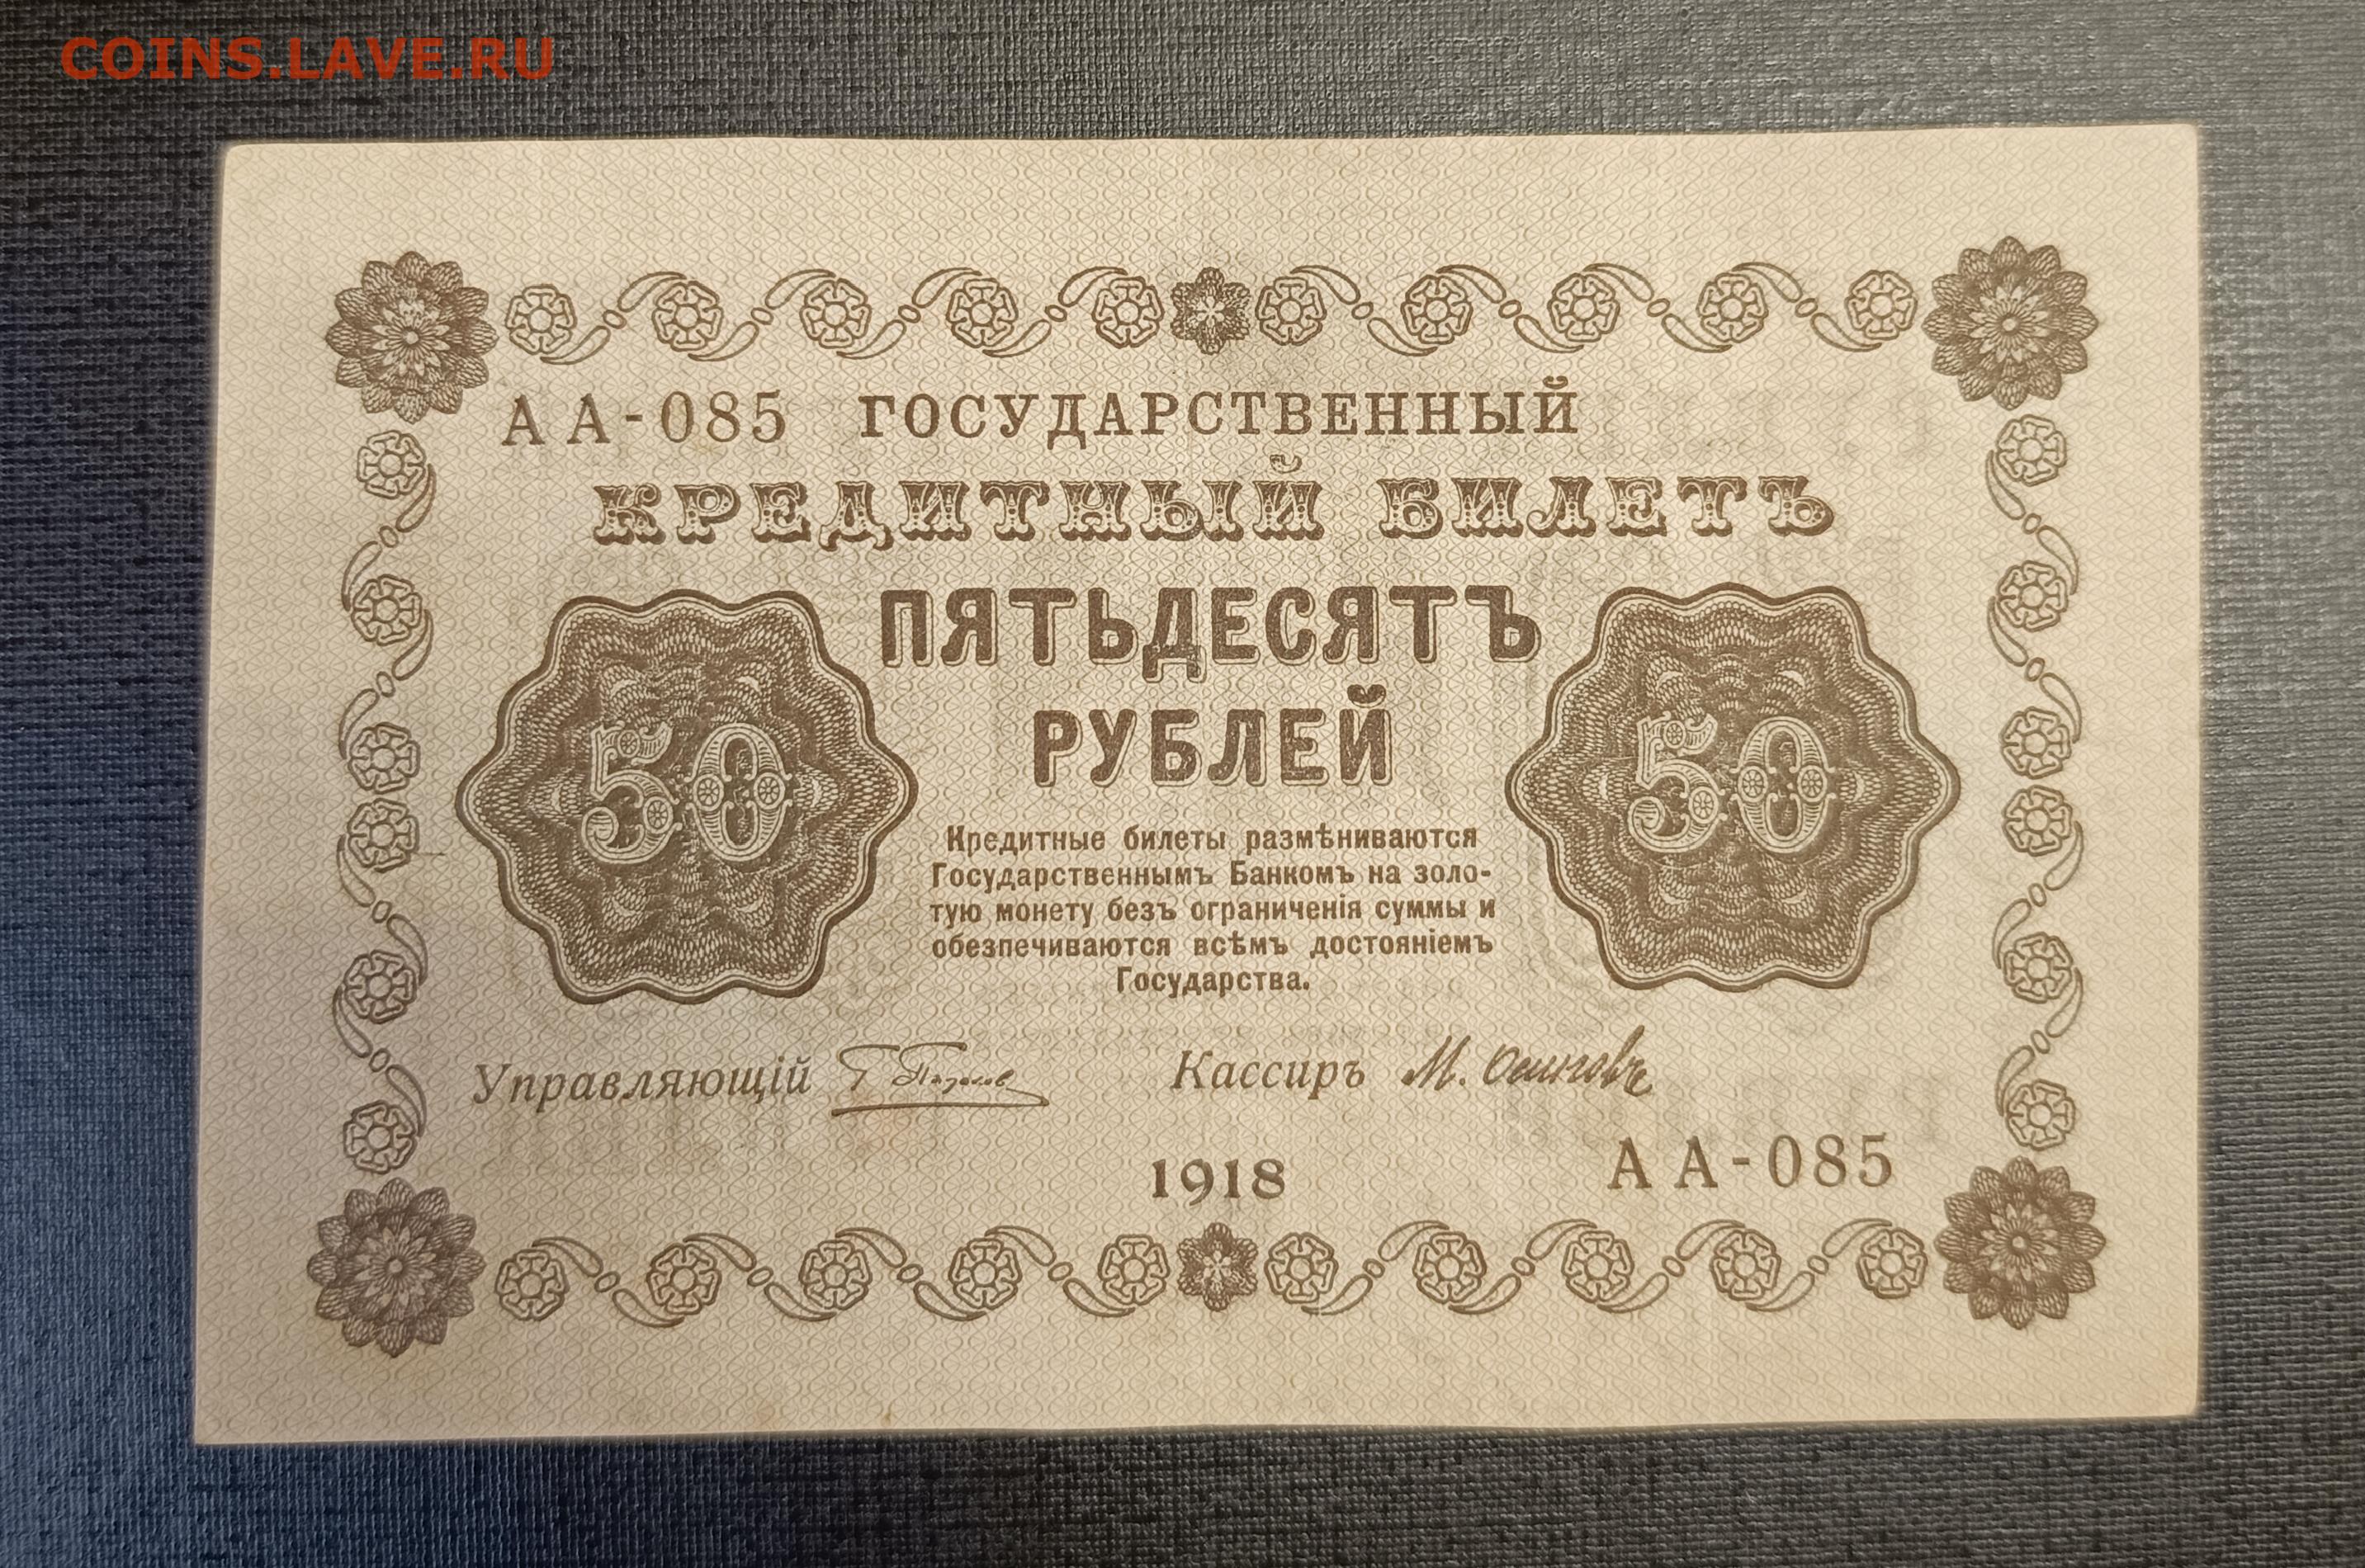 COINS.LAVE.RU
АА-085 ГОСУДАРСТВЕННЫЙ
КРЕДИТНЫЙ БИЛЕТЪ
ПЯТЬДЕСЯТЪ
РУБЛЕЙ
50 50
Кредитные билеты размѣниваются
Государственнымъ Банкомъ на золо-
тую монету безъ ограниченія суммы и
обезпечиваются всѣмъ достояніемъ
Государства.
Управляющій Кассиръ М. Осиповъ
1918
АА-085